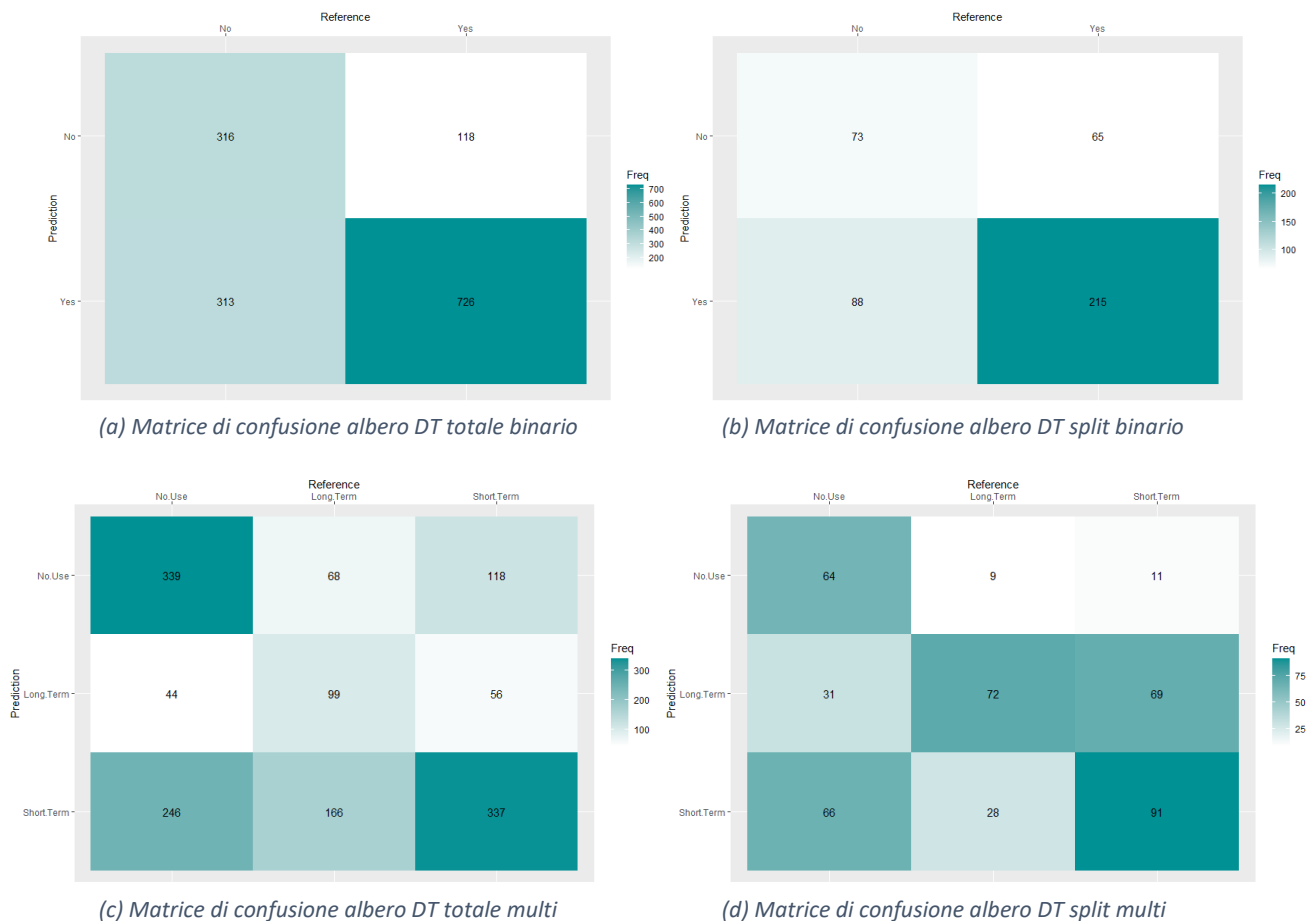 Reference
No Yes
Prediction
No 316 118
Yes 313 726
Freq
700
600
500
400
300
200
(a) Matrice di confusione albero DT totale binario
Reference
No Yes
Prediction
No 73 65
Yes 88 215
Freq
200
150
100
(b) Matrice di confusione albero DT split binario
Reference
No.Use Long.Term Short.Term
Prediction
No.Use 339 68 118
Long.Term 44 99 56
Short.Term 246 166 337
Freq
300
200
100
(c) Matrice di confusione albero DT totale multi
Reference
No.Use Long.Term Short.Term
Prediction
No.Use 64 9 11
Long.Term 31 72 69
Short.Term 66 28 91
Freq
75
50
25
(d) Matrice di confusione albero DT split multi